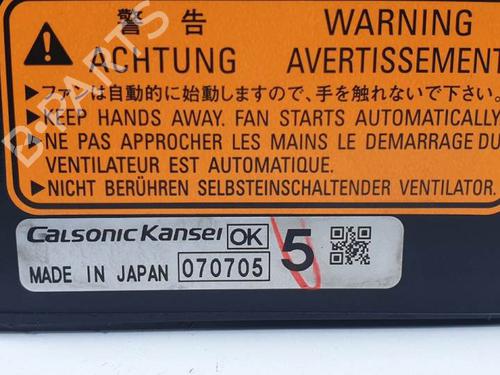 警告 WARNING
ACHTUNG AVERTISSEMENT
▶ファンは自動的に始動しますので、手を触れないで下さい。
▶KEEP HANDS AWAY. FAN STARTS AUTOMATICALLY
▶NE PAS APPROCHER LES MAINS LE DEMARRAGE DU
VENTILATEUR EST AUTOMATIQUE.
▶NICHT BERÜHREN SELBSTEINSCHALTENDER VENTILATOR.
CALSONIC KANSEI OK 5
MADE IN JAPAN 070705
B-PARTS